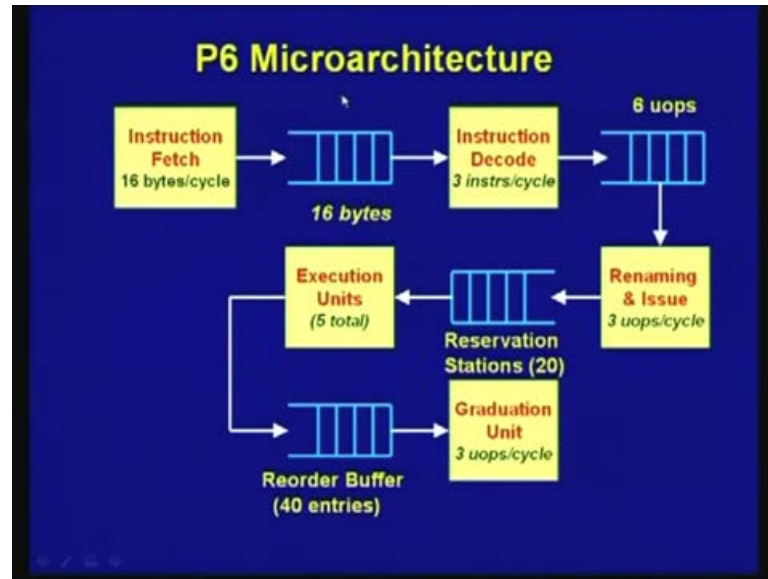 P6 Microarchitecture
Instruction
Fetch
16 bytes/cycle
16 bytes
Instruction
Decode
3 instrs/cycle
6 uops
Renaming
& Issue
3 uops/cycle
Reservation
Stations (20)
Execution
Units
(5 total)
Reorder Buffer
(40 entries)
Graduation
Unit
3 uops/cycle